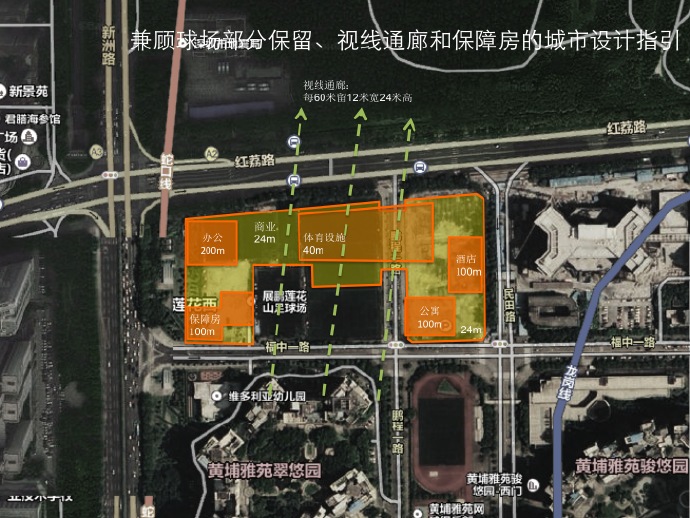 兼顾球场部分保留、视线通廊和保障房的城市设计指引
新洲路
新景苑
君膳海参馆
广场
视线通廊:
每60米留12米宽24米高
A3
A2
红荔路
红荔路
蛇口线
办公
200m
商业
24m
体育设施
40m
酒店
100m
民田路
莲花西
展鹏莲花
山足球场
保障房
100m
公寓
100m
24m
福中一路
福中一路
龙岗线
维多利亚幼儿园
鹏程一路
黄埔雅苑翠悠园
黄埔雅苑骏
悠园-西门
黄埔雅苑骏悠园
黄埔雅苑网
蛇